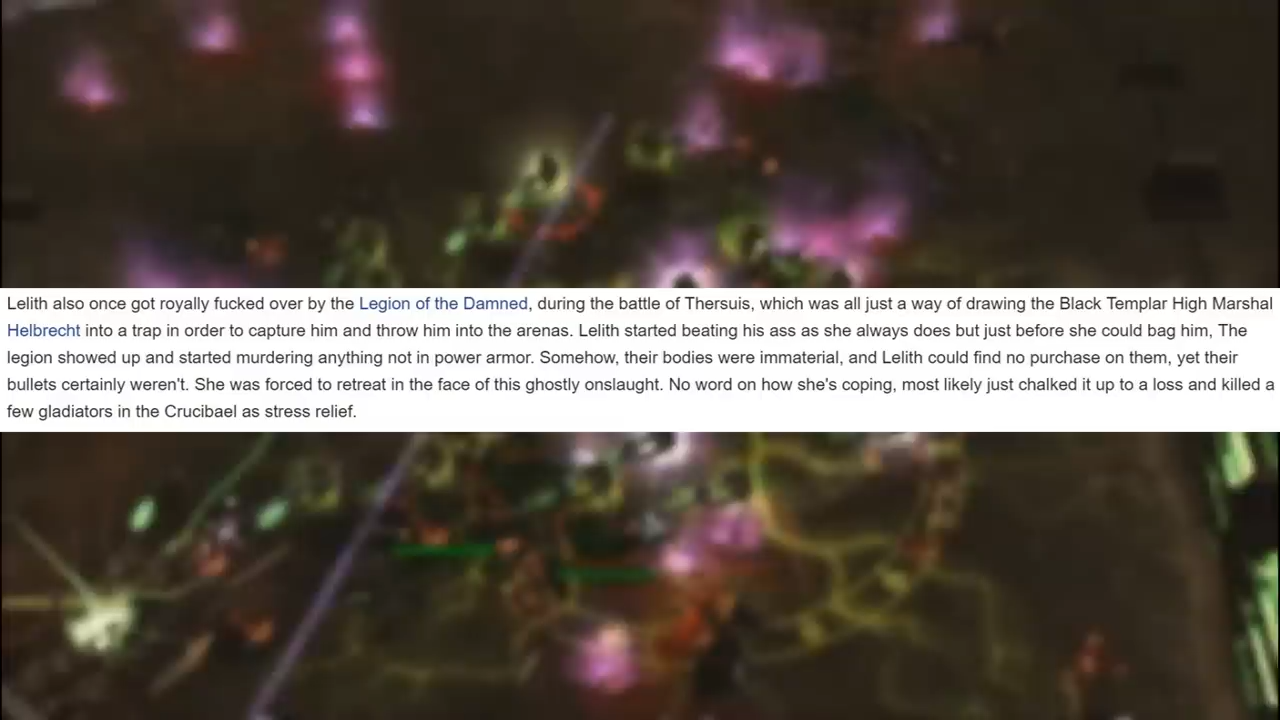 Lelith also once got royally fucked over by the Legion of the Damned, during the battle of Thersuis, which was all just a way of drawing the Black Templar High Marshal
Helbrecht into a trap in order to capture him and throw him into the arenas. Lelith started beating his ass as she always does but just before she could bag him, The
legion showed up and started murdering anything not in power armor. Somehow, their bodies were immaterial, and Lelith could find no purchase on them, yet their
bullets certainly weren't. She was forced to retreat in the face of this ghostly onslaught. No word on how she's coping, most likely just chalked it up to a loss and killed a
few gladiators in the Crucibael as stress relief.